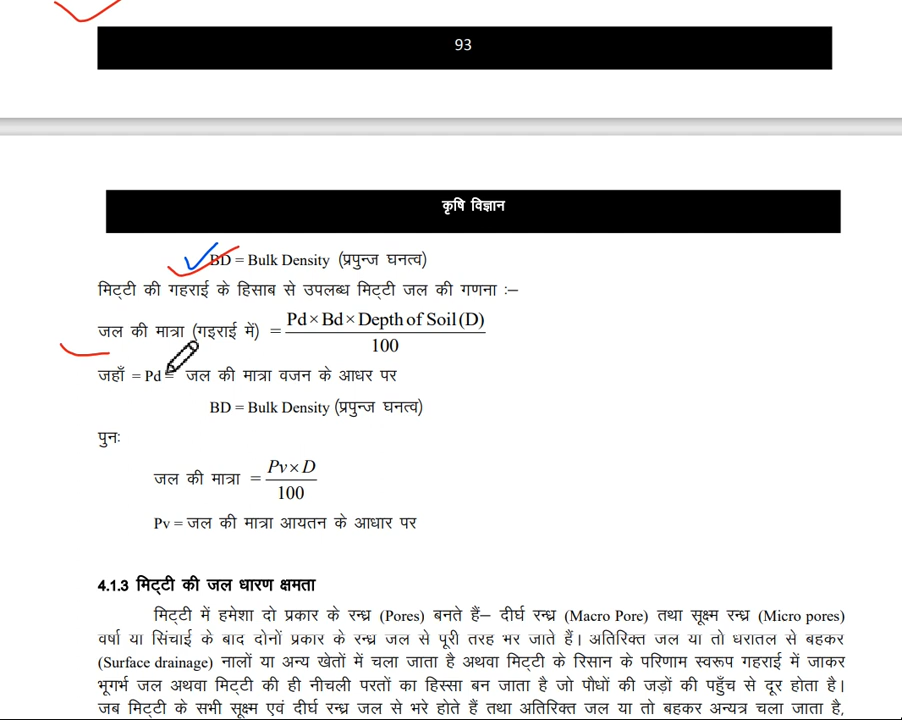 93
कृषि विज्ञान
BD = Bulk Density (प्रपुन्ज घनत्व)
मिट्टी की गहराई के हिसाब से उपलब्ध मिट्टी जल की गणना :–
जल की मात्रा (गइराई में) = Pd × Bd × Depth of Soil (D) / 100
जहाँ = Pd = जल की मात्रा वजन के आधर पर
BD = Bulk Density (प्रपुन्ज घनत्व)
पुनः
जल की मात्रा = Pv × D / 100
Pv = जल की मात्रा आयतन के आधार पर
4.1.3 मिट्टी की जल धारण क्षमता
मिट्टी में हमेशा दो प्रकार के रन्ध्र (Pores) बनते हैं– दीर्घ रन्ध्र (Macro Pore) तथा सूक्ष्म रन्ध्र (Micro pores)
वर्षा या सिंचाई के बाद दोनों प्रकार के रन्ध्र जल से पूरी तरह भर जाते हैं। अतिरिक्त जल या तो धरातल से बहकर
(Surface drainage) नालों या अन्य खेतों में चला जाता है अथवा मिट्टी के रिसान के परिणाम स्वरूप गहराई में जाकर
भूगर्भ जल अथवा मिट्टी की ही नीचली परतों का हिस्सा बन जाता है जो पौधों की जड़ों की पहुँच से दूर होता है।
जब मिट्टी के सभी सूक्ष्म एवं दीर्घ रन्ध्र जल से भरे होते हैं तथा अतिरिक्त जल या तो बहकर अन्यत्र चला जाता है,